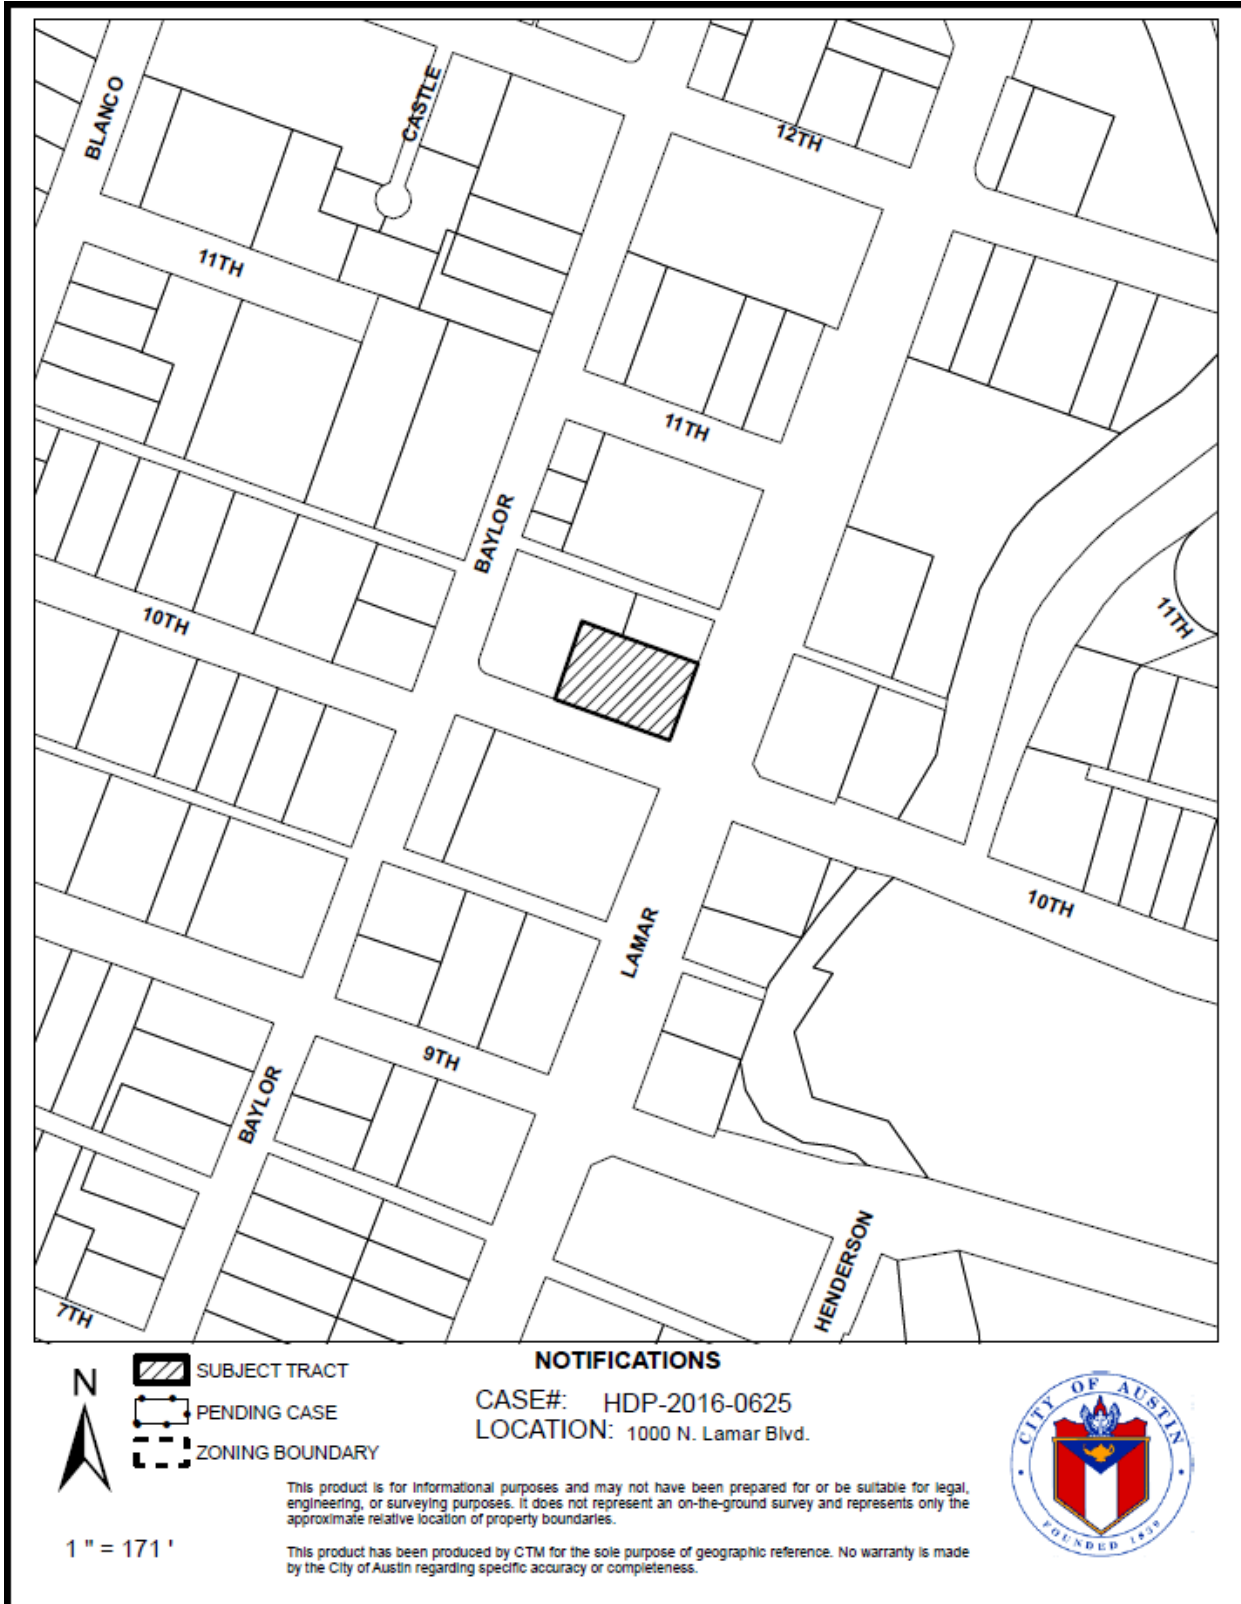 BLANCO
CASTLE
12TH
11TH
11TH
BAYLOR
10TH
11TH
10TH
LAMAR
9TH
BAYLOR
HENDERSON
7TH
NOTIFICATIONS
N
SUBJECT TRACT
PENDING CASE
ZONING BOUNDARY
CASE#: HDP-2016-0625
LOCATION: 1000 N. Lamar Blvd.
This product is for informational purposes and may not have been prepared for or be suitable for legal,
engineering, or surveying purposes. It does not represent an on-the-ground survey and represents only the
approximate relative location of property boundaries.
1 " = 171 '
This product has been produced by CTM for the sole purpose of geographic reference. No warranty is made
by the City of Austin regarding specific accuracy or completeness.
CITY OF AUSTIN
FOUNDED 1839